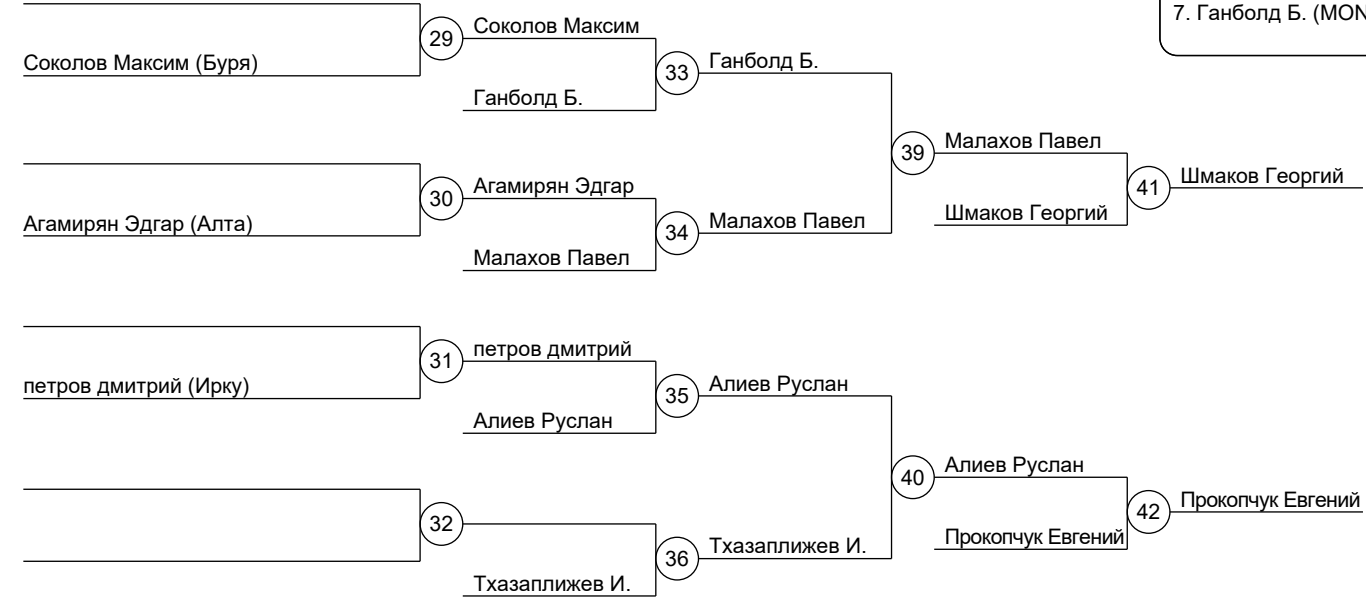 7. Ганболд Б. (MON
29
Соколов Максим
Соколов Максим (Буря)
33
Ганболд Б.
Ганболд Б.
39
Малахов Павел
30
Агамирян Эдгар
Агамирян Эдгар (Алта)
34
Малахов Павел
Малахов Павел
41
Шмаков Георгий
Шмаков Георгий
31
петров дмитрий
петров дмитрий (Ирку)
35
Алиев Руслан
Алиев Руслан
40
Алиев Руслан
32
36
Тхазаплижев И.
Тхазаплижев И.
42
Прокопчук Евгений
Прокопчук Евгений